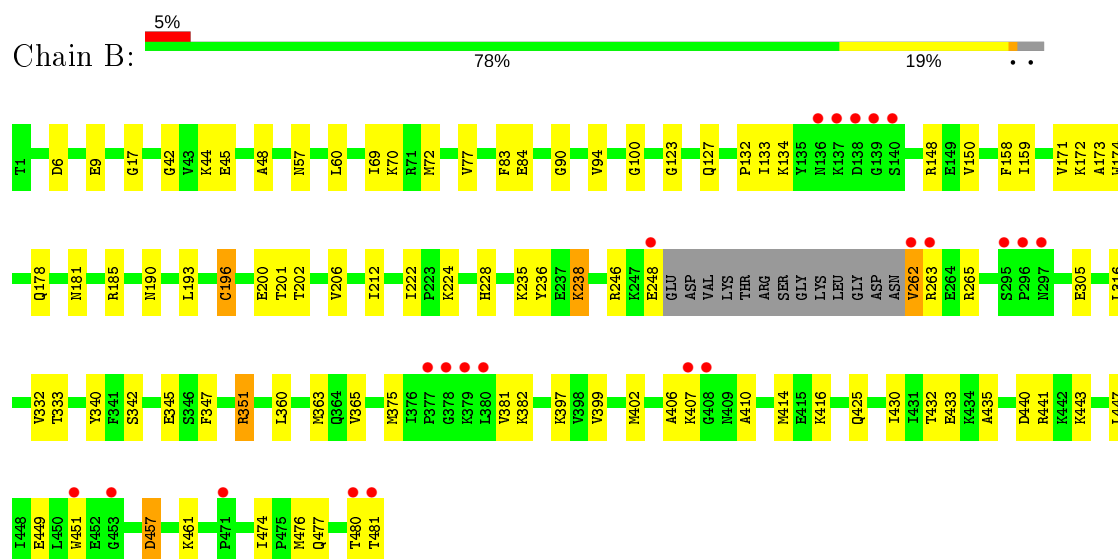 5%
Chain B:
78% 19%
T1 D6 E9 G17 G42 V43 K44 E45 A48 N57 L60 I69 K70 R71 M72 V77 F83 E84 G90 V94 G100 G123 Q127 P132 I133 K134 Y135 N136 K137 D138 G139 S140 R148 E149 V150 F158 I159 V171 K172 A173 W174
Q178 N181 R185 N190 L193 C196 E200 T201 T202 V206 I212 I222 P223 K224 H228 K235 Y236 E237 K238 R246 K247 E248 GLU ASP VAL LYS THR ARG SER GLY LYS LEU GLY ASP ASN V262 R263 E264 R265 S295 P296 N297 E305 L316
V332 T333 Y340 F341 S342 E345 S346 F347 R351 L360 M363 Q364 V365 M375 I376 P377 G378 K379 L380 V381 K382 K397 V398 V399 M402 A406 K407 G408 N409 A410 M414 E415 K416 Q425 I430 I431 T432 E433 K434 A435 D440 R441 K442 K443 I447
I448 E449 L450 W451 E452 G453 D457 K461 P471 I474 P475 M476 Q477 T480 T481